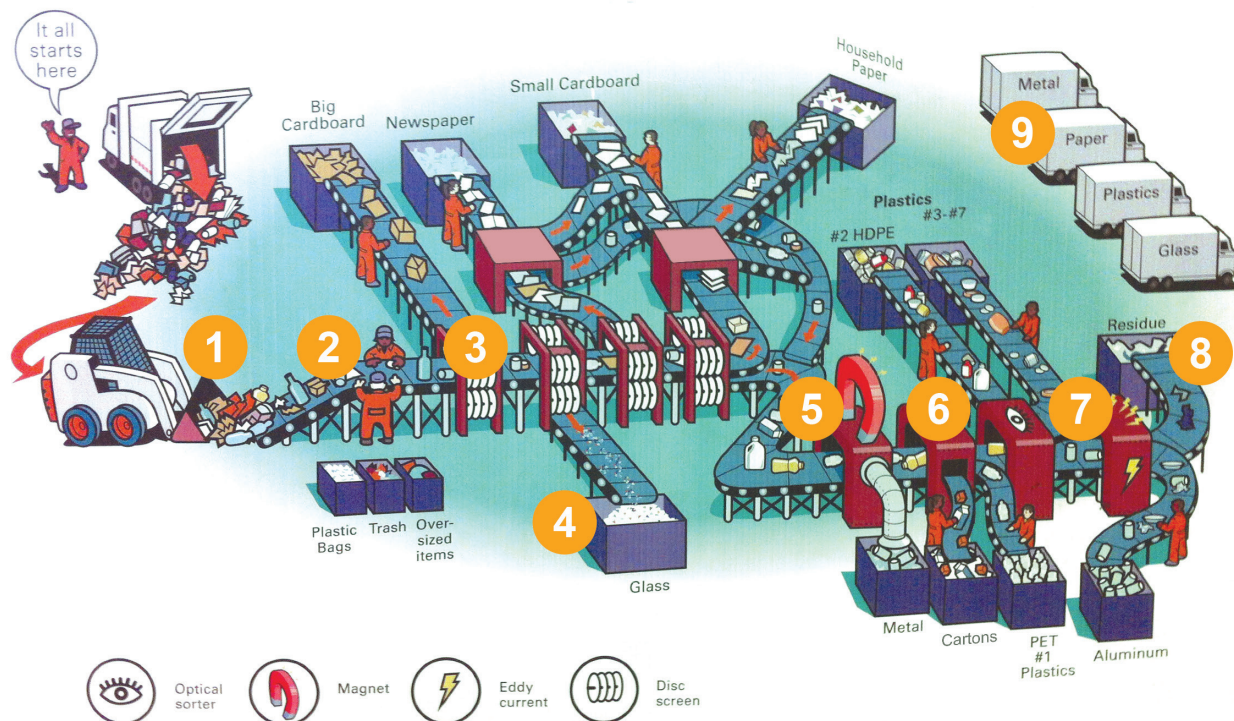 It all
starts
here
Big
Cardboard
Newspaper
Small Cardboard
Household
Paper
Plastics
#3-#7
#2 HDPE
Metal
9
Paper
Plastics
Glass
Residue
1
2
3
4
5
6
7
8
Plastic
Bags
Trash
Over-
sized
items
Glass
Metal
Cartons
PET
#1
Plastics
Aluminum
Optical
sorter
Magnet
Eddy
current
Disc
screen